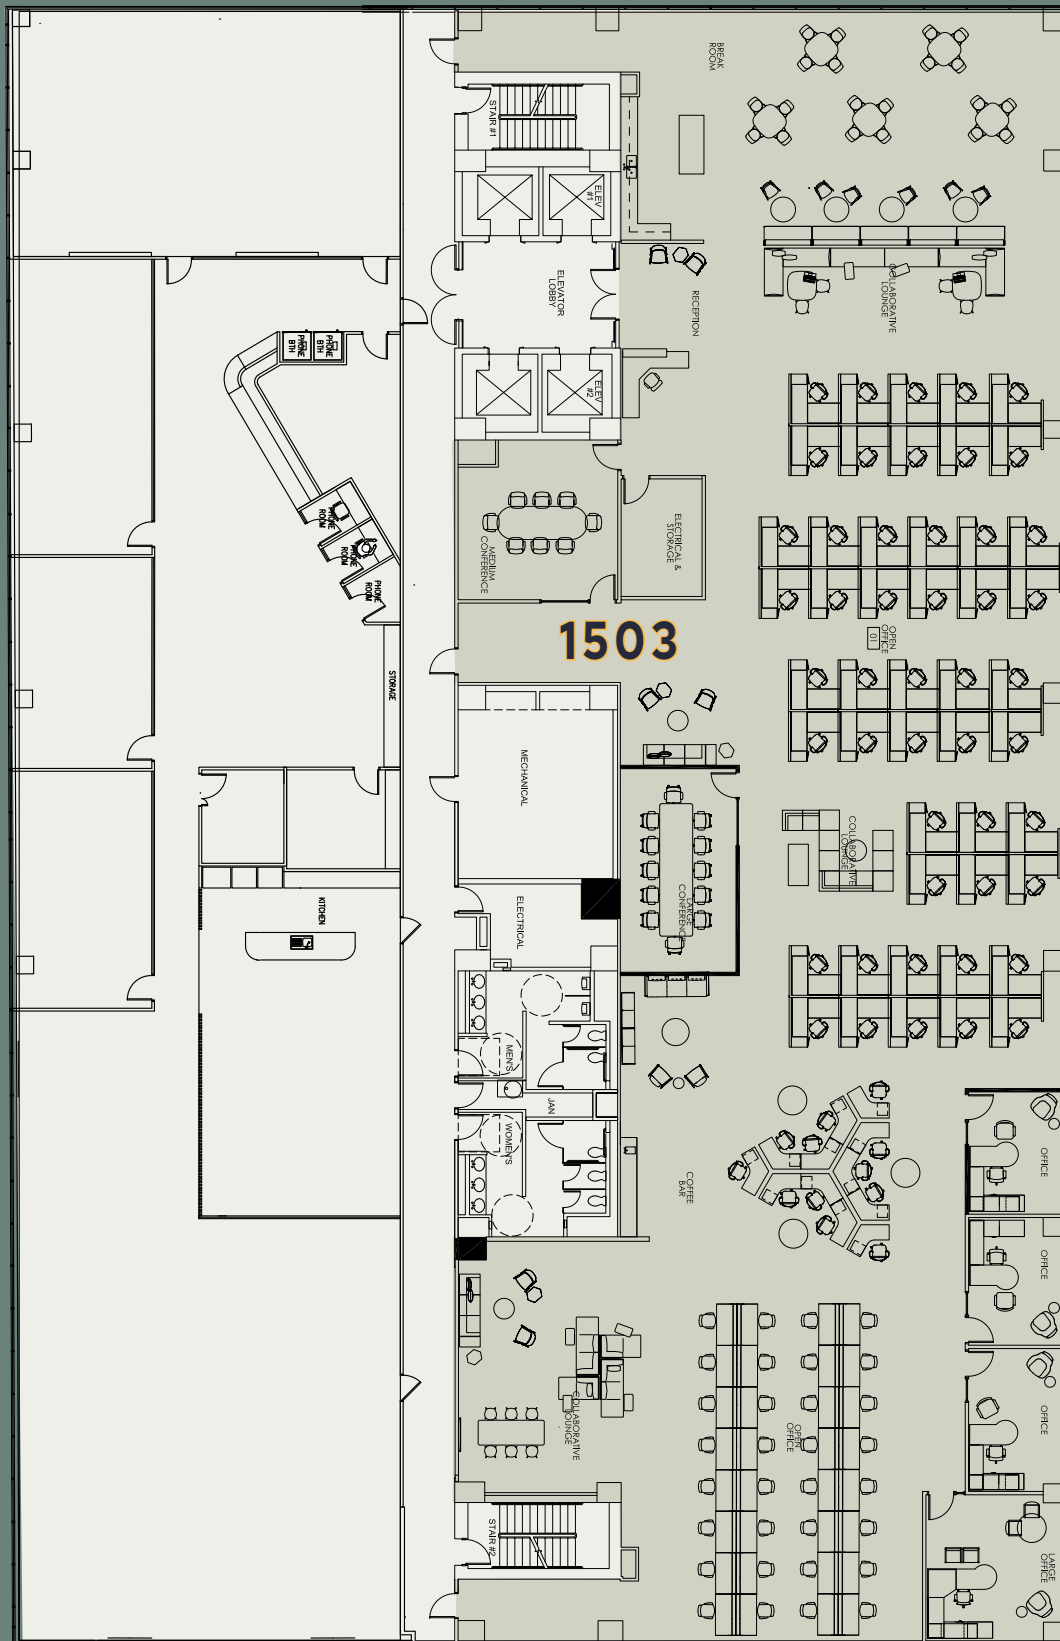 BREAK
ROOM
STAIR #1
ELEV
#1
ELEVATOR
LOBBY
COLLABORATIVE
LOUNGE
RECEPTION
PHONE
BTH
PHONE
BTH
ELEV
#2
PHONE
ROOM
PHONE
ROOM
PHONE
ROOM
MEDIUM
CONFERENCE
ELECTRICAL &
STORAGE
1503
OPEN
OFFICE
01
STORAGE
MECHANICAL
COLLABORATIVE
LOUNGE
KITCHEN
ELECTRICAL
LARGE
CONFERENCE
MEN'S
JAN
WOMEN'S
COFFEE
BAR
OFFICE
OFFICE
OFFICE
COLLABORATIVE
LOUNGE
OPEN
OFFICE
STAIR #2
LARGE
OFFICE